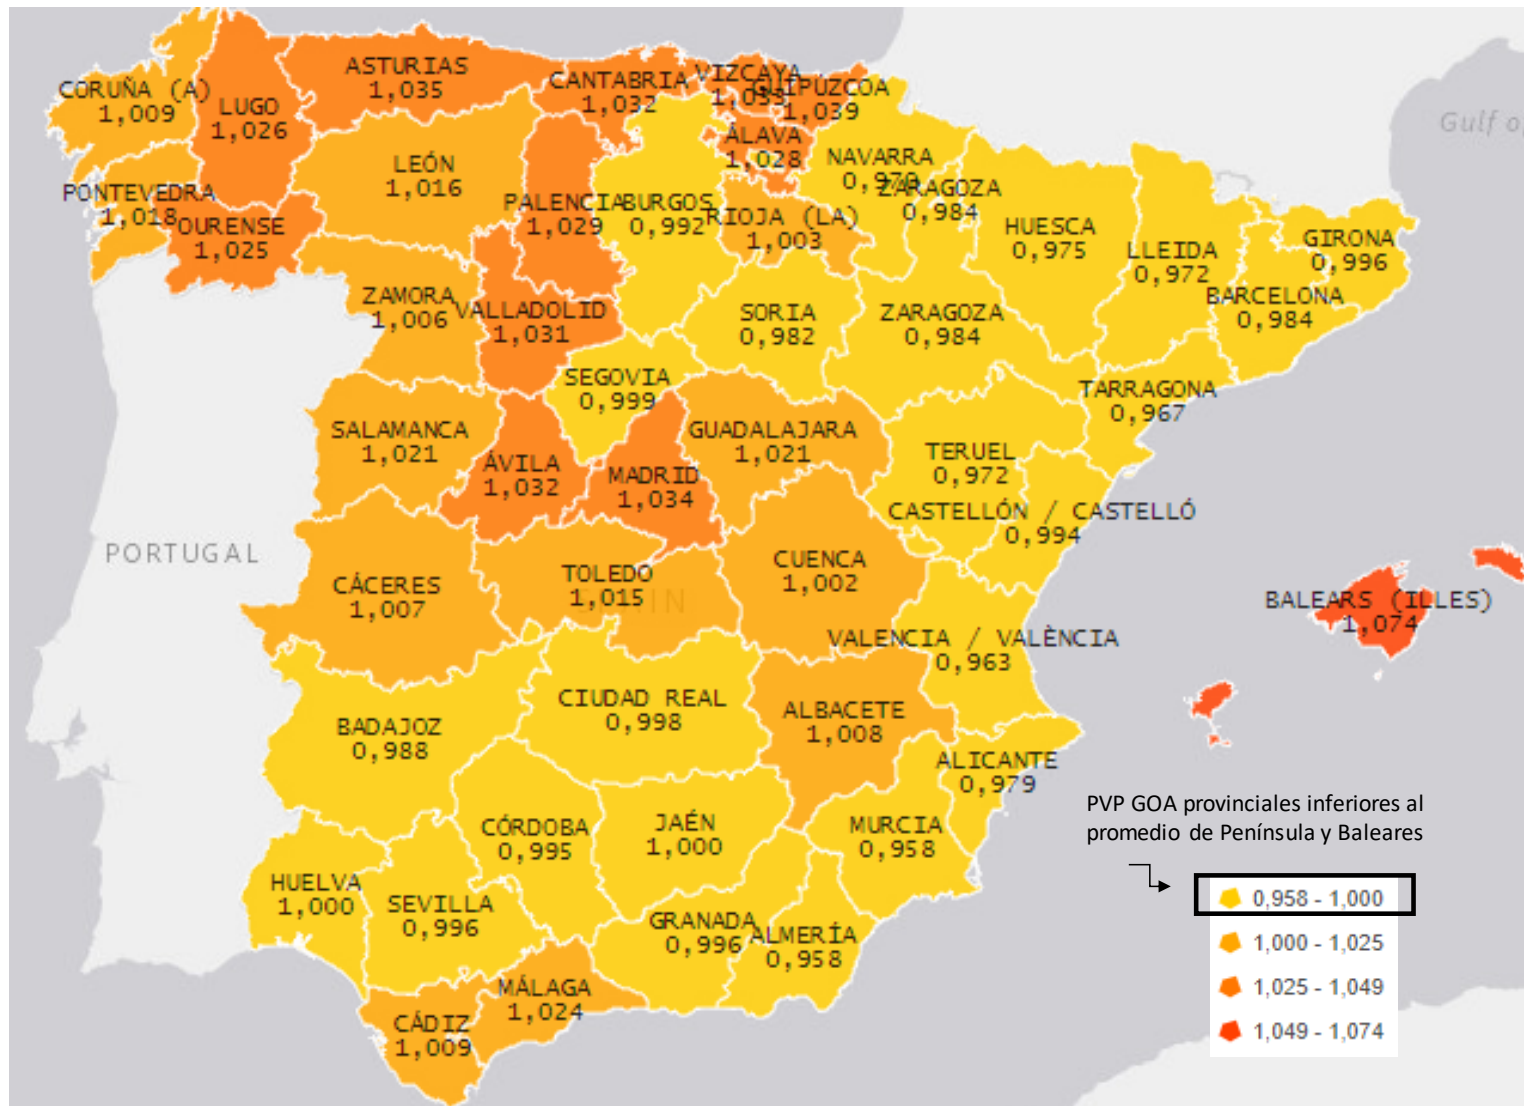 ASTURIAS
1,035
CANTABRIA
1,032
VIZCAYA
1,033
GUIPÚZCOA
1,039
CORUÑA (A)
1,009
LUGO
1,026
ÁLAVA
1,028
Gulf o
LEÓN
1,016
NAVARRA
0,970
ZARAGOZA
0,984
PONTEVEDRA
1,018
OURENSE
1,025
PALENCIA
1,029
BURGOS
0,992
RIOJA (LA)
1,003
HUESCA
0,975
LLEIDA
0,972
GIRONA
0,996
BARCELONA
0,984
ZAMORA
1,006
VALLADOLID
1,031
SORIA
0,982
ZARAGOZA
0,984
SEGOVIA
0,999
TARRAGONA
0,967
SALAMANCA
1,021
ÁVILA
1,032
MADRID
1,034
GUADALAJARA
1,021
TERUEL
0,972
CASTELLÓN / CASTELLÓ
0,994
PORTUGAL
CÁCERES
1,007
TOLEDO
1,015
CUENCA
1,002
BALEARS (ILLES)
1,074
VALENCIA / VALÈNCIA
0,963
BADAJOZ
0,988
CIUDAD REAL
0,998
ALBACETE
1,008
ALICANTE
0,979
CÓRDOBA
0,995
JAÉN
1,000
MURCIA
0,958
HUELVA
1,000
SEVILLA
0,996
GRANADA
0,996
ALMERÍA
0,958
MÁLAGA
1,024
CÁDIZ
1,009
PVP GOA provinciales inferiores al
promedio de Península y Baleares
0,958 - 1,000
1,000 - 1,025
1,025 - 1,049
1,049 - 1,074